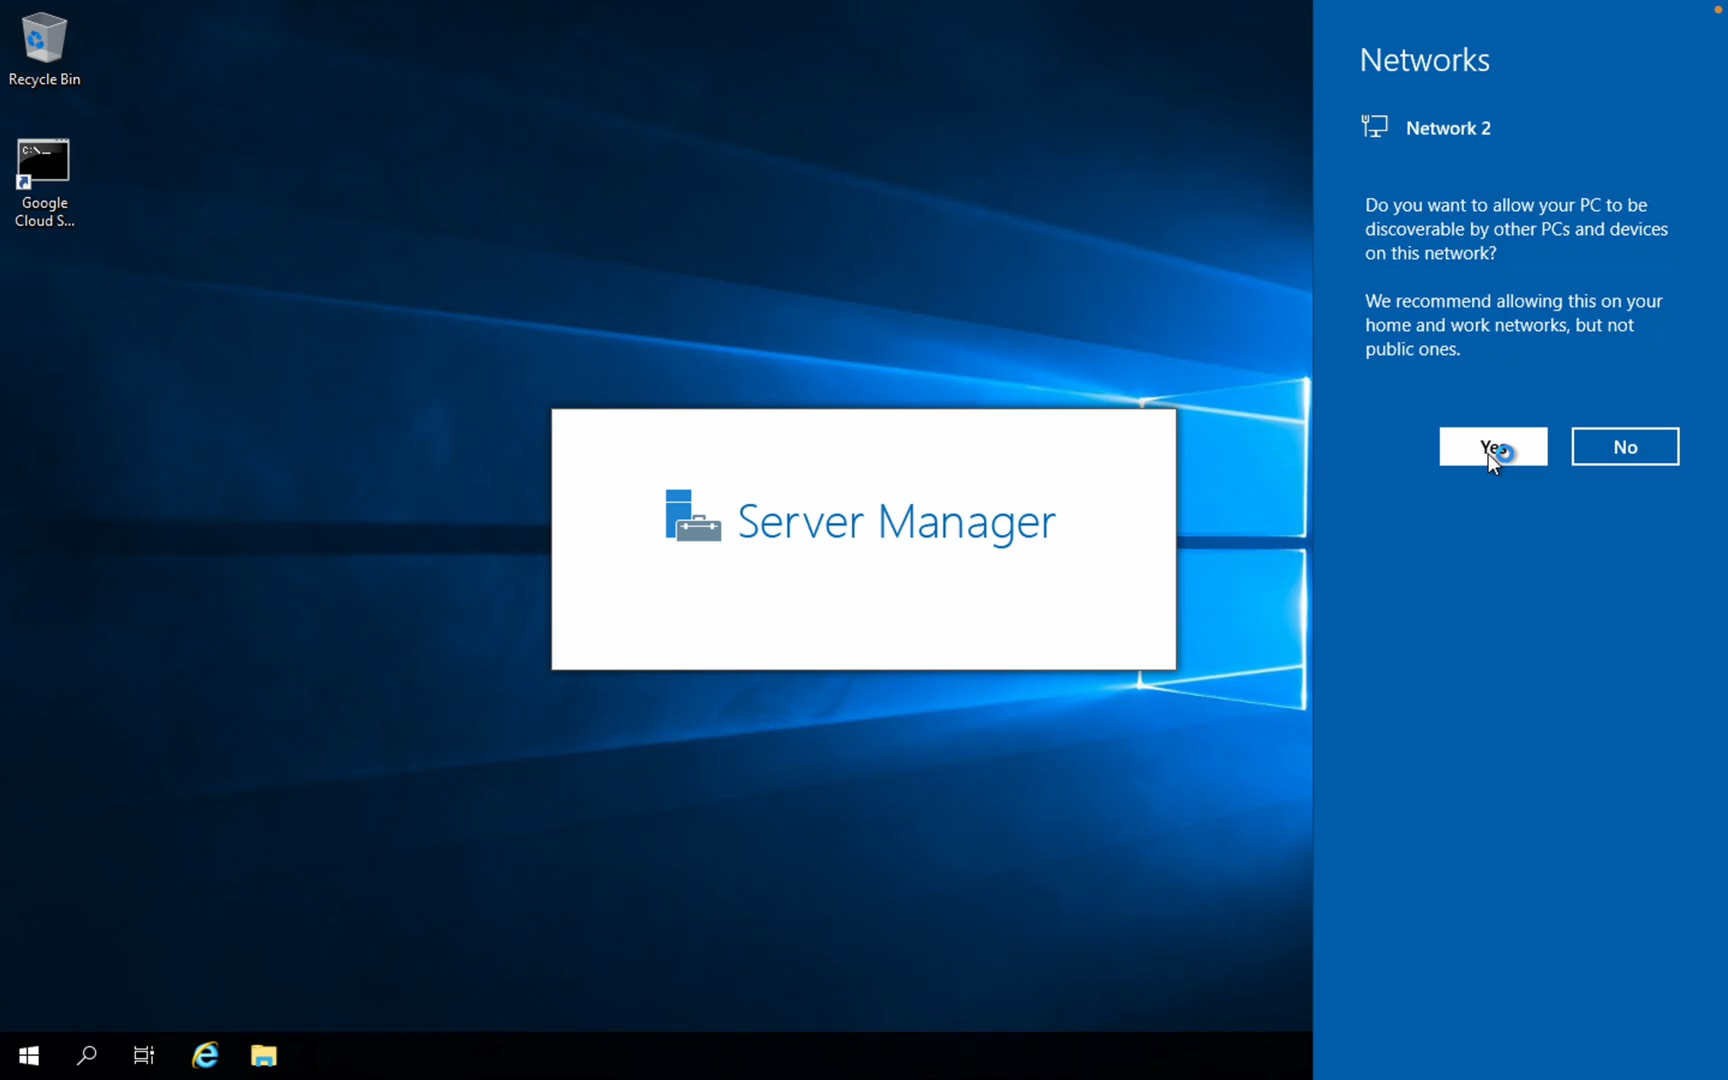 Recycle Bin
C:\._
Google
Cloud S...
Server Manager
Networks
Network 2
Do you want to allow your PC to be
discoverable by other PCs and devices
on this network?
We recommend allowing this on your
home and work networks, but not
public ones.
Yes
No